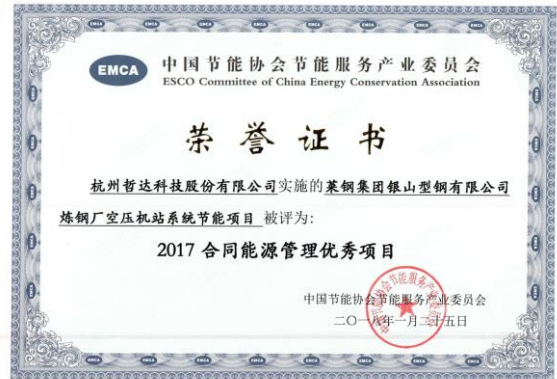 EMCA
中国节能协会节能服务产业委员会
ESCO Committee of China Energy Conservation Association
荣誉证书
杭州哲达科技股份有限公司实施的莱钢集团银山型钢有限公司
炼钢厂空压机站系统节能项目 被评为:
2017 合同能源管理优秀项目
中国节能协会节能服务产业委员会
二〇一八年一月二十五日